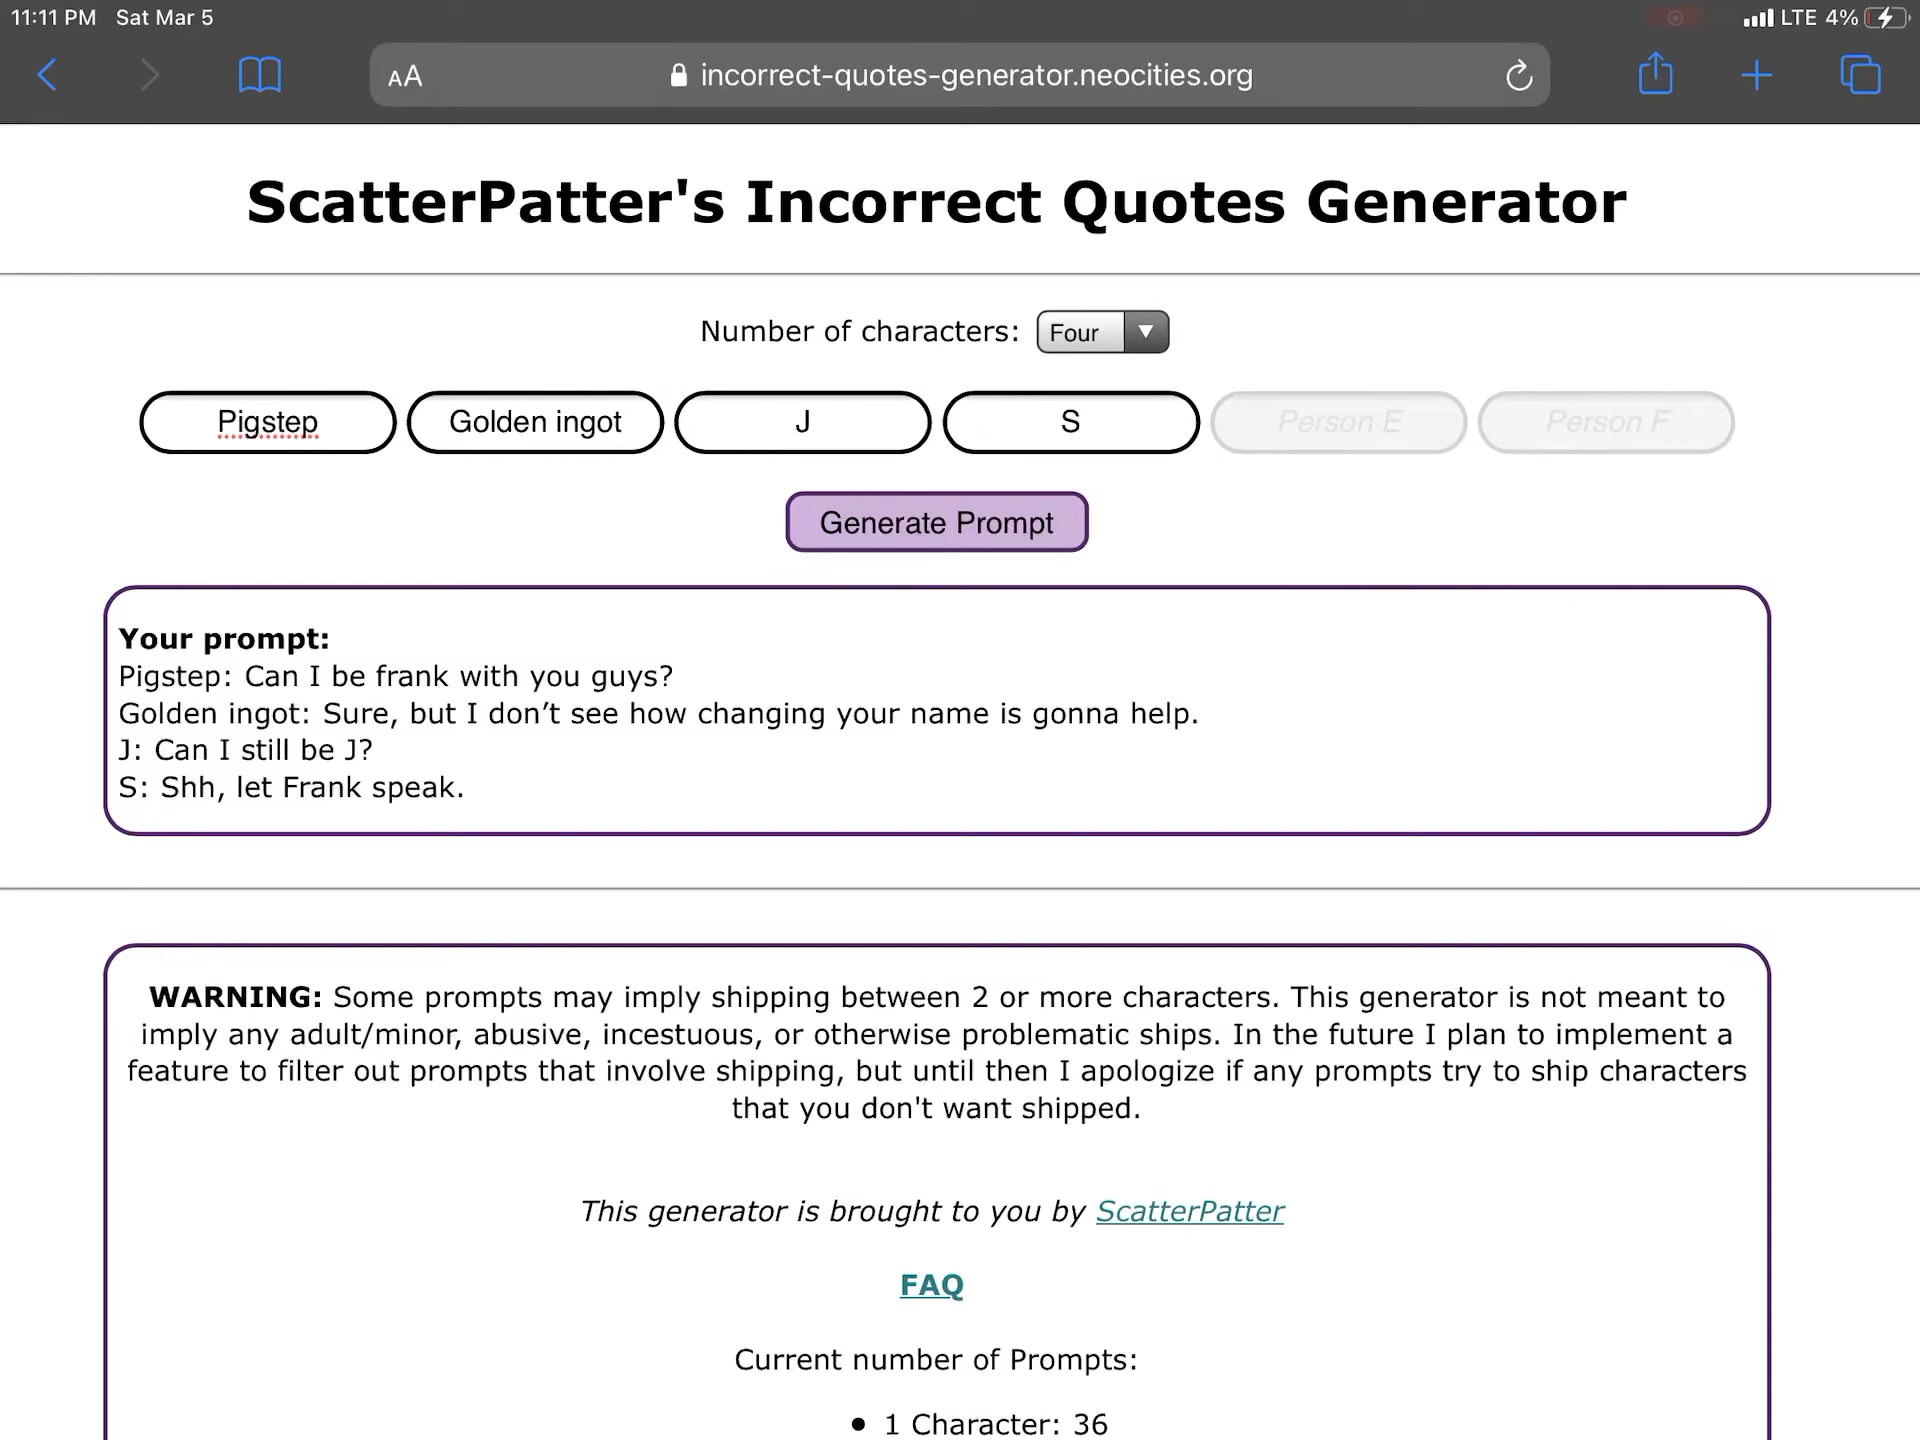 11:11 PM Sat Mar 5
LTE 4%
AA
incorrect-quotes-generator.neocities.org
ScatterPatter's Incorrect Quotes Generator
Number of characters: Four
Pigstep Golden ingot J S Person E Person F
Generate Prompt
Your prompt:
Pigstep: Can I be frank with you guys?
Golden ingot: Sure, but I don’t see how changing your name is gonna help.
J: Can I still be J?
S: Shh, let Frank speak.
WARNING: Some prompts may imply shipping between 2 or more characters. This generator is not meant to
imply any adult/minor, abusive, incestuous, or otherwise problematic ships. In the future I plan to implement a
feature to filter out prompts that involve shipping, but until then I apologize if any prompts try to ship characters
that you don't want shipped.
This generator is brought to you by ScatterPatter
FAQ
Current number of Prompts:
• 1 Character: 36